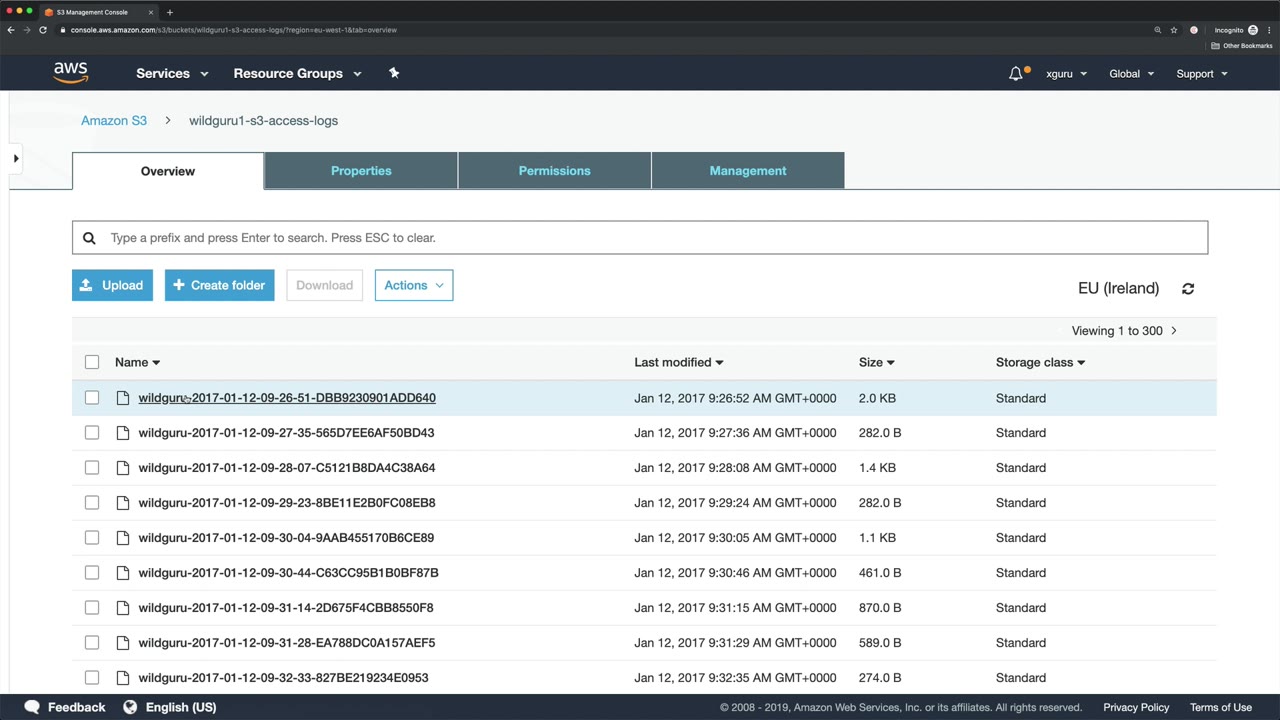 S3 Management Console
console.aws.amazon.com/s3/buckets/wildguru1-s3-access-logs/?region=eu-west-1&tab=overview
Incognito
Other Bookmarks
aws Services Resource Groups xguru Global Support
Amazon S3 wildguru1-s3-access-logs
Overview Properties Permissions Management
Type a prefix and press Enter to search. Press ESC to clear.
Upload + Create folder Download Actions EU (Ireland)
Viewing 1 to 300
Name Last modified Size Storage class
wildguru-2017-01-12-09-26-51-DBB9230901ADD640 Jan 12, 2017 9:26:52 AM GMT+0000 2.0 KB Standard
wildguru-2017-01-12-09-27-35-565D7EE6AF50BD43 Jan 12, 2017 9:27:36 AM GMT+0000 282.0 B Standard
wildguru-2017-01-12-09-28-07-C5121B8DA4C38A64 Jan 12, 2017 9:28:08 AM GMT+0000 1.4 KB Standard
wildguru-2017-01-12-09-29-23-8BE11E2B0FC08EB8 Jan 12, 2017 9:29:24 AM GMT+0000 282.0 B Standard
wildguru-2017-01-12-09-30-04-9AAB455170B6CE89 Jan 12, 2017 9:30:05 AM GMT+0000 1.1 KB Standard
wildguru-2017-01-12-09-30-44-C63CC95B1B0BF87B Jan 12, 2017 9:30:46 AM GMT+0000 461.0 B Standard
wildguru-2017-01-12-09-31-14-2D675F4CBB8550F8 Jan 12, 2017 9:31:15 AM GMT+0000 870.0 B Standard
wildguru-2017-01-12-09-31-28-EA788DC0A157AEF5 Jan 12, 2017 9:31:29 AM GMT+0000 589.0 B Standard
wildguru-2017-01-12-09-32-33-827BE219234E0953 Jan 12, 2017 9:32:35 AM GMT+0000 274.0 B Standard
Feedback English (US) © 2008 - 2019, Amazon Web Services, Inc. or its affiliates. All rights reserved. Privacy Policy Terms of Use